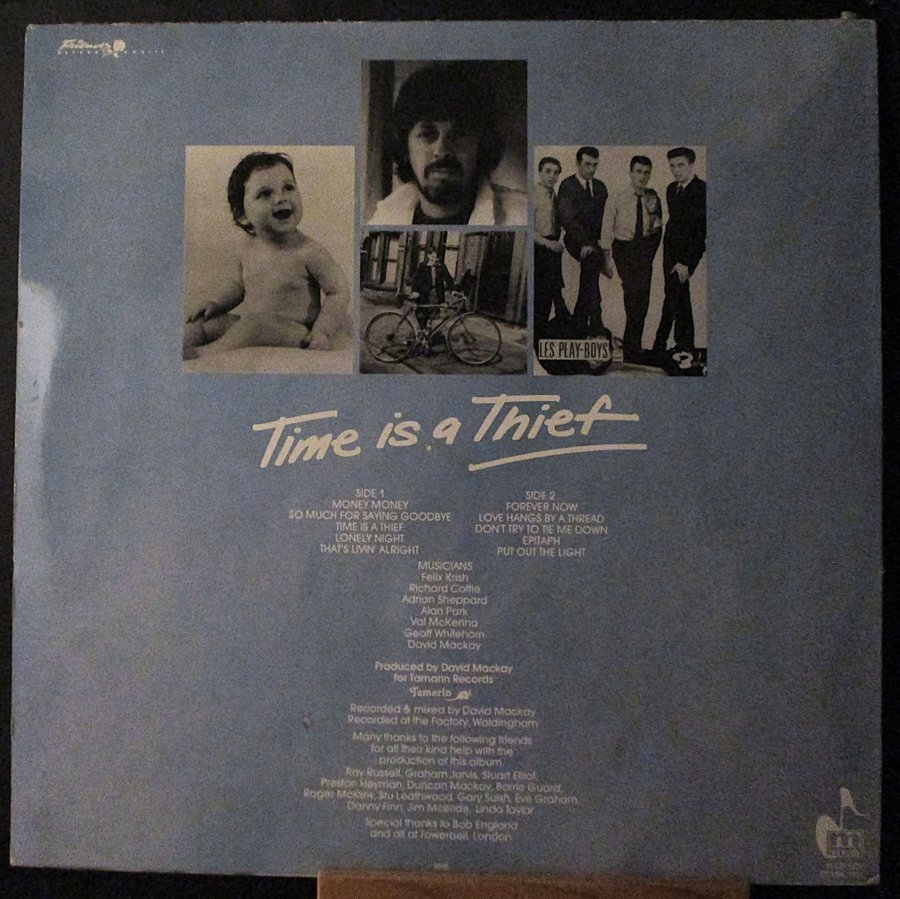 Friends
LES PLAY-BOYS
Time is a Thief
SIDE 1
MONEY MONEY
SO MUCH FOR SAYING GOODBYE
TIME IS A THIEF
LONELY NIGHT
THAT'S LIVIN' ALRIGHT
SIDE 2
FOREVER NOW
LOVE HANGS BY A THREAD
DON'T TRY TO TIE ME DOWN
EPITAPH
PUT OUT THE LIGHT
MUSICIANS
Felix Krish
Richard Cottle
Adrian Sheppard
Alan Park
Val McKenna
Geoff Whitehorn
David Mackay
Produced by David Mackay
for Tamarin Records
Tamarin
Recorded & mixed by David Mackay
Recorded at the Factory, Woldingham
Many thanks to the following friends
for all their kind help with the
production of this album
Ray Russell, Graham Jarvis, Stuart Elliot,
Preston Heyman, Duncan Mackay, Barrie Guard,
Roger McKew, Stu Leathwood, Gary Sulsh, Eve Graham,
Danny Finn, Jim McBride, Linda Taylor
Special thanks to Bob England
and all at Towerbell, London
m